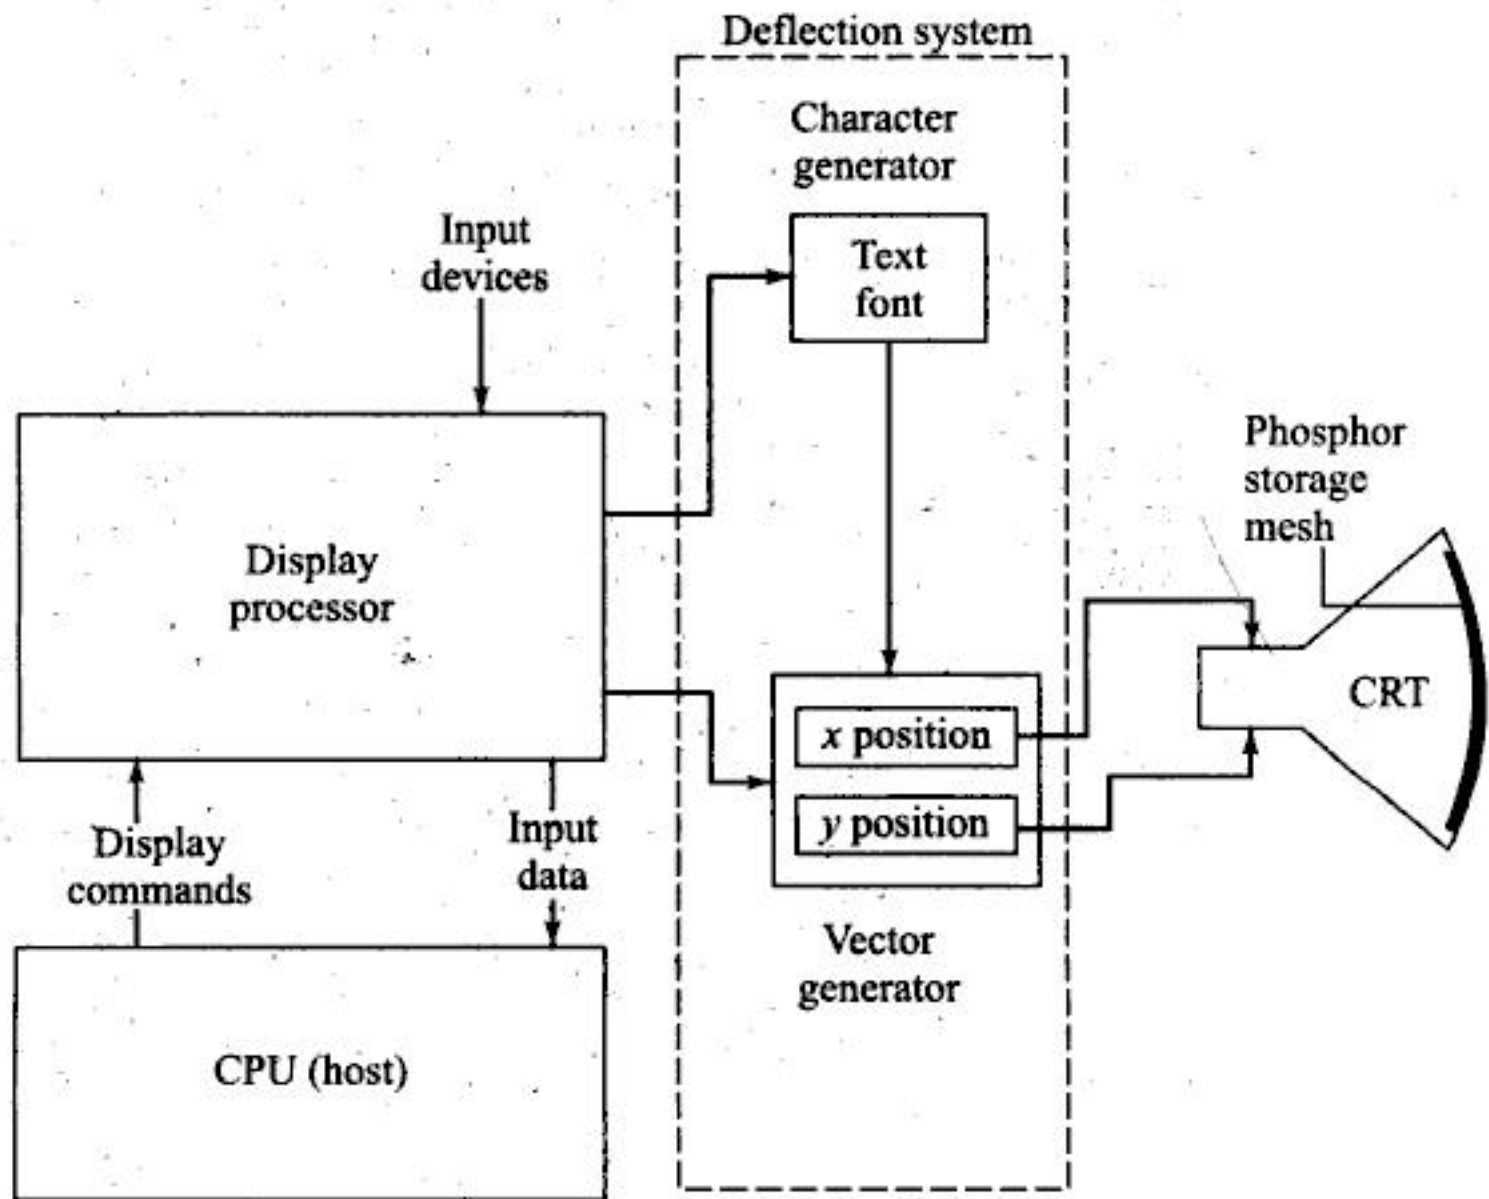 Deflection system
Character
generator
Text
font
Input
devices
Display
processor
Phosphor
storage
mesh
CRT
x position
y position
Vector
generator
Display
commands
Input
data
CPU (host)